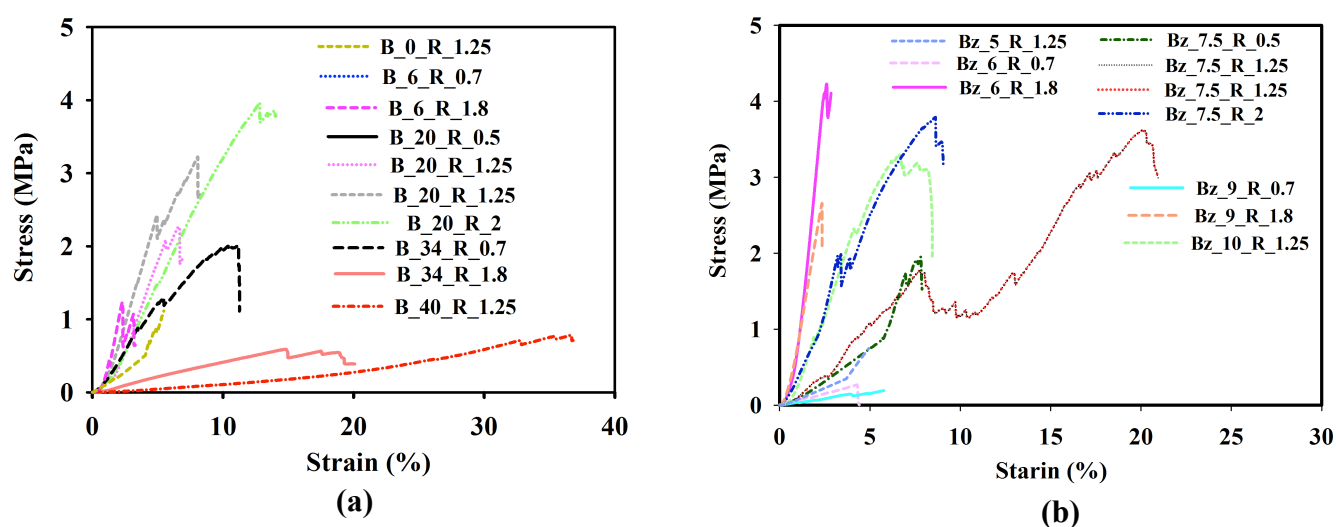 (a)
Stress (MPa)
5
4
3
2
1
0
0
10
20
30
40
Strain (%)
B_0_R_1.25
B_6_R_0.7
B_6_R_1.8
B_20_R_0.5
B_20_R_1.25
B_20_R_1.25
B_20_R_2
B_34_R_0.7
B_34_R_1.8
B_40_R_1.25
(a)
(b)
Stress (MPa)
5
4
3
2
1
0
0
5
10
15
20
25
30
Starin (%)
Bz_5_R_1.25
Bz_6_R_0.7
Bz_6_R_1.8
Bz_7.5_R_0.5
Bz_7.5_R_1.25
Bz_7.5_R_1.25
Bz_7.5_R_2
Bz_9_R_0.7
Bz_9_R_1.8
Bz_10_R_1.25
(b)